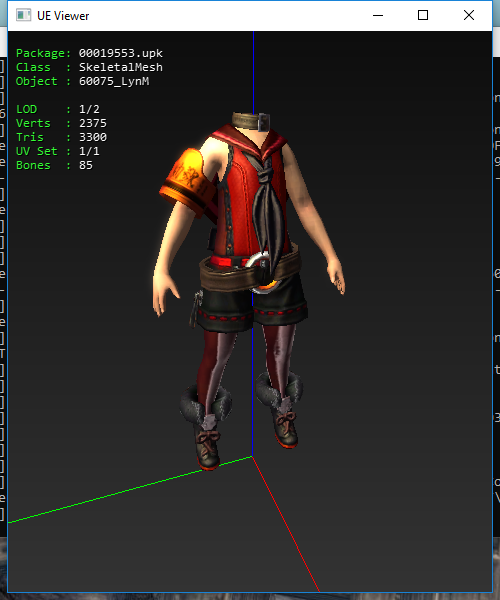 UE Viewer
Package: 00019553.upk
Class : SkeletalMesh
Object : 60075_LynM
LOD : 1/2
Verts : 2375
Tris : 3300
UV Set : 1/1
Bones : 85